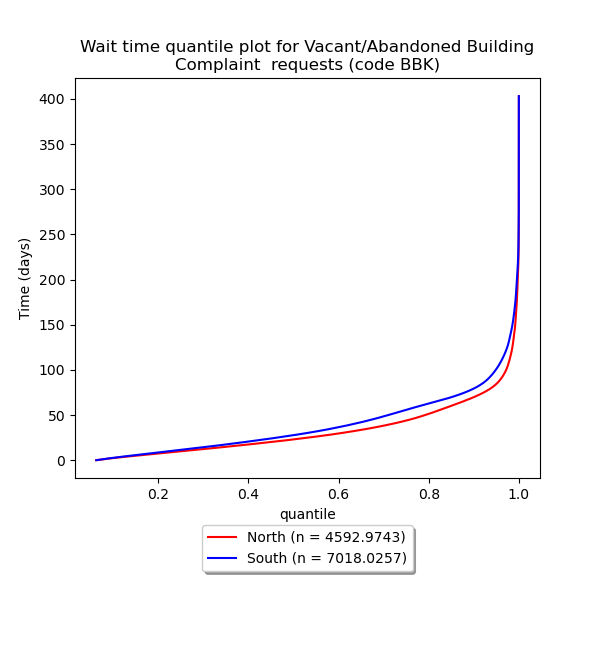 Wait time quantile plot for Vacant/Abandoned Building
Complaint  requests (code BBK)
Time (days)
400
350
300
250
200
150
100
50
0
0.2
0.4
0.6
0.8
1.0
quantile
North (n = 4592.9743)
South (n = 7018.0257)